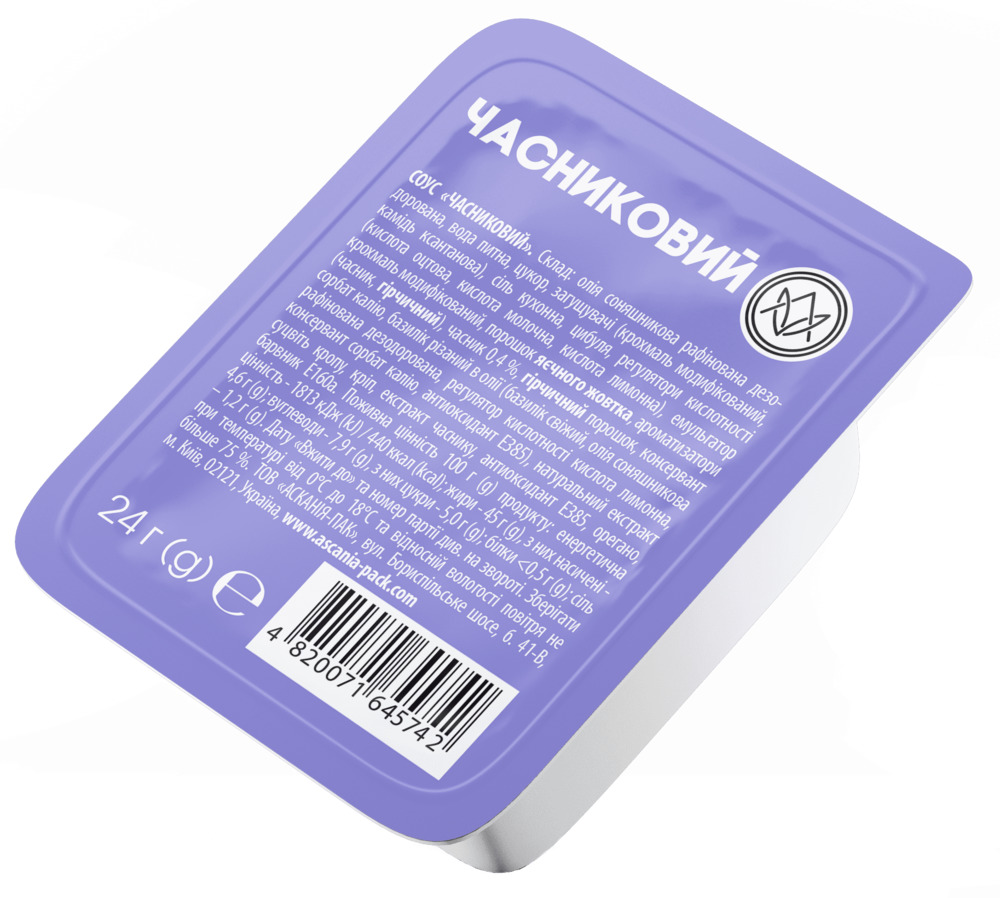 ЧАСНИКОВИЙ
СОУС «ЧАСНИКОВИЙ». Склад: олія соняшникова рафінована дезо-
дорована, вода питна, цукор, загущувачі (крохмаль модифікований,
камідь ксантанова), сіль кухонна, цибуля, регулятори кислотності
(кислота оцтова, кислота молочна, кислота лимонна), емульгатор
крохмаль модифікований, порошок яєчного жовтка, ароматизатори
(часник, гірчичний), часник 0,4 %, гірчичний порошок, консервант
сорбат калію, базилік різаний в олії (базилік свіжий, олія соняшникова
рафінована дезодорована, регулятор кислотності кислота лимонна,
консервант сорбат калію, антиоксидант Е385), натуральний екстракт
суцвіть кропу, кріп, екстракт часнику, антиоксидант Е385, орегано,
барвник Е160а. Поживна цінність 100 г (g) продукту: енергетична
цінність - 1813 кДж (kJ) / 440 ккал (kcal); жири - 45 г (g), з них насичені -
4,6 г (g); вуглеводи - 7,9 г (g), з них цукри - 5,0 г (g); білки <0,5 г (g); сіль
– 1,2 г (g). Дату «Вжити до» та номер партії див. на звороті. Зберігати
при температурі від 0°С до + 18°С та відносній вологості повітря не
більше 75 %. ТОВ «АСКАНІЯ-ПАК», вул. Бориспільське шосе, б. 41-В,
м. Київ, 02121, Україна, www.ascania-pack.com
24 г (g) ℮
4 820071 645742